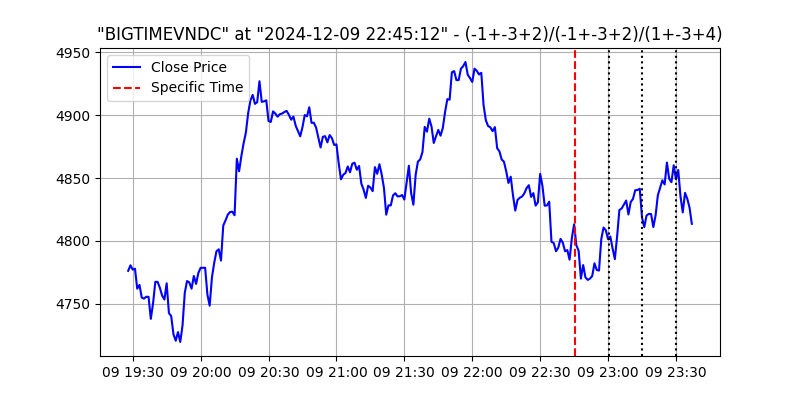 "BIGTIMEVNDC" at "2024-12-09 22:45:12" - (-1+-3+2)/(-1+-3+2)/(1+-3+4)
Close Price
Specific Time
4950
4900
4850
4800
4750
09 19:30 09 20:00 09 20:30 09 21:00 09 21:30 09 22:00 09 22:30 09 23:00 09 23:30